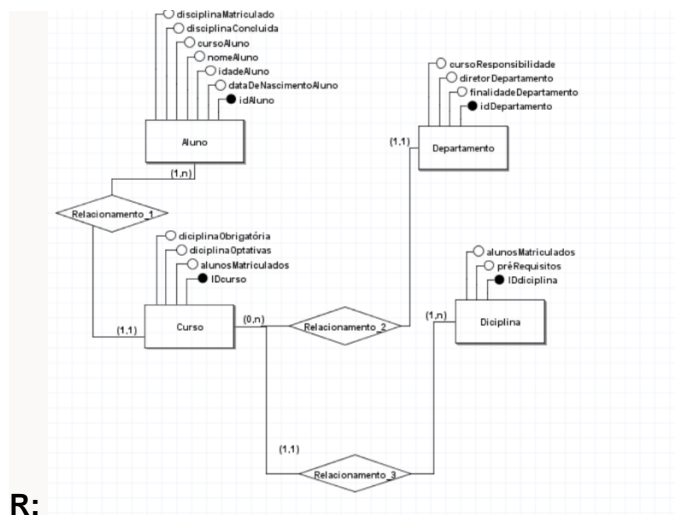 disciplinaMatriculado
disciplinaConcluida
cursoAluno
nomeAluno
idadeAluno
dataDeNascimentoAluno
idAluno
Aluno
(1,n)
Relacionamento_1
(1,1)
cursoResponsibilidade
diretorDepartamento
finalidadeDepartamento
idDepartamento
(1,1)
Departamento
diciplinaObrigatória
diciplinaOptativas
alunosMatriculados
IDcurso
Curso
(0,n)
Relacionamento_2
alunosMatriculados
préRequisitos
IDdiciplina
(1,n)
Diciplina
(1,1)
Relacionamento_3
R: